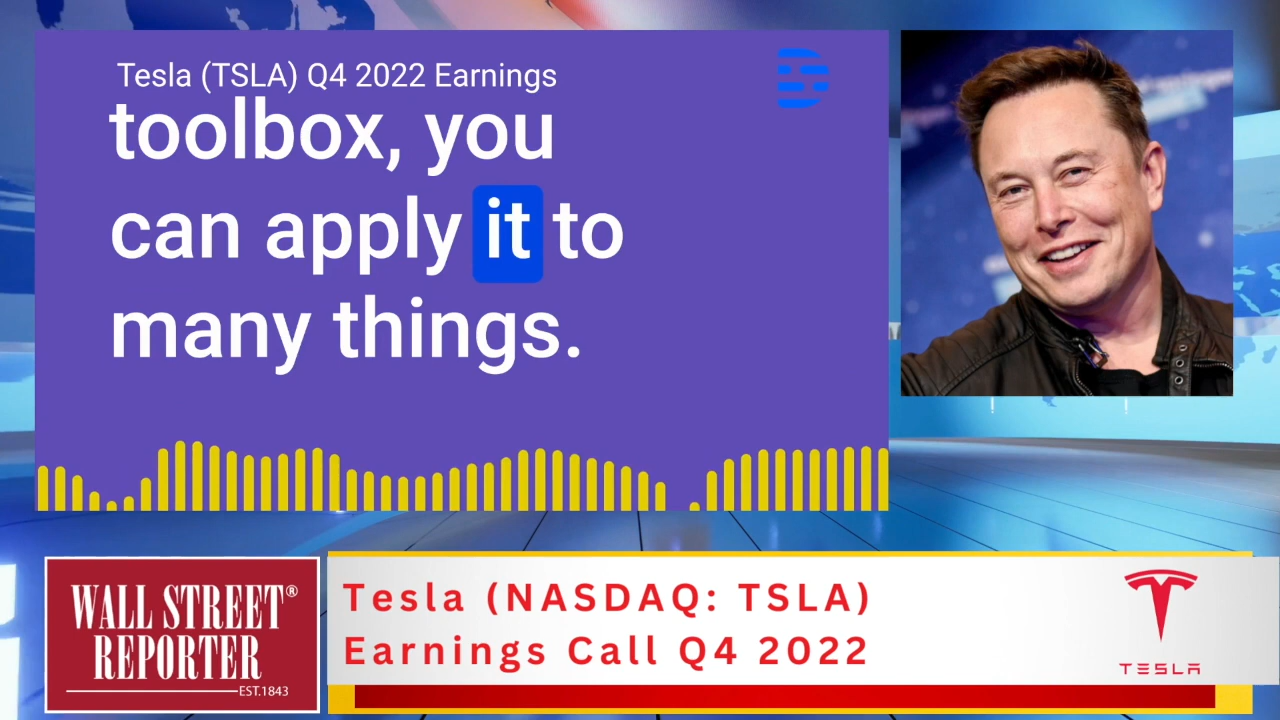 Tesla (TSLA) Q4 2022 Earnings
toolbox, you
can apply it to
many things.
WALL STREET®
REPORTER
EST.1843
Tesla (NASDAQ: TSLA)
Earnings Call Q4 2022
TESLA